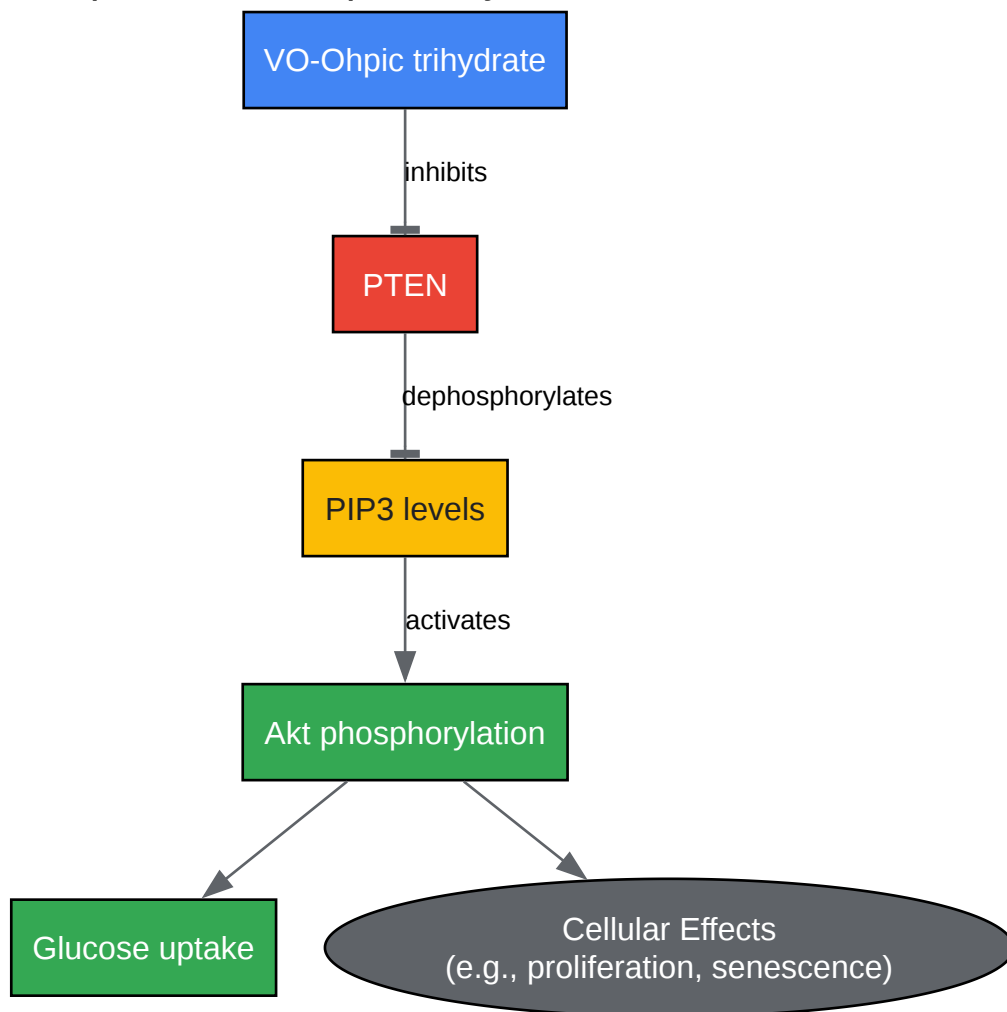 VO-Ohpic trihydrate
inhibits
PTEN
dephosphorylates
PIP3 levels
activates
Akt phosphorylation
Glucose uptake
Cellular Effects
(e.g., proliferation, senescence)